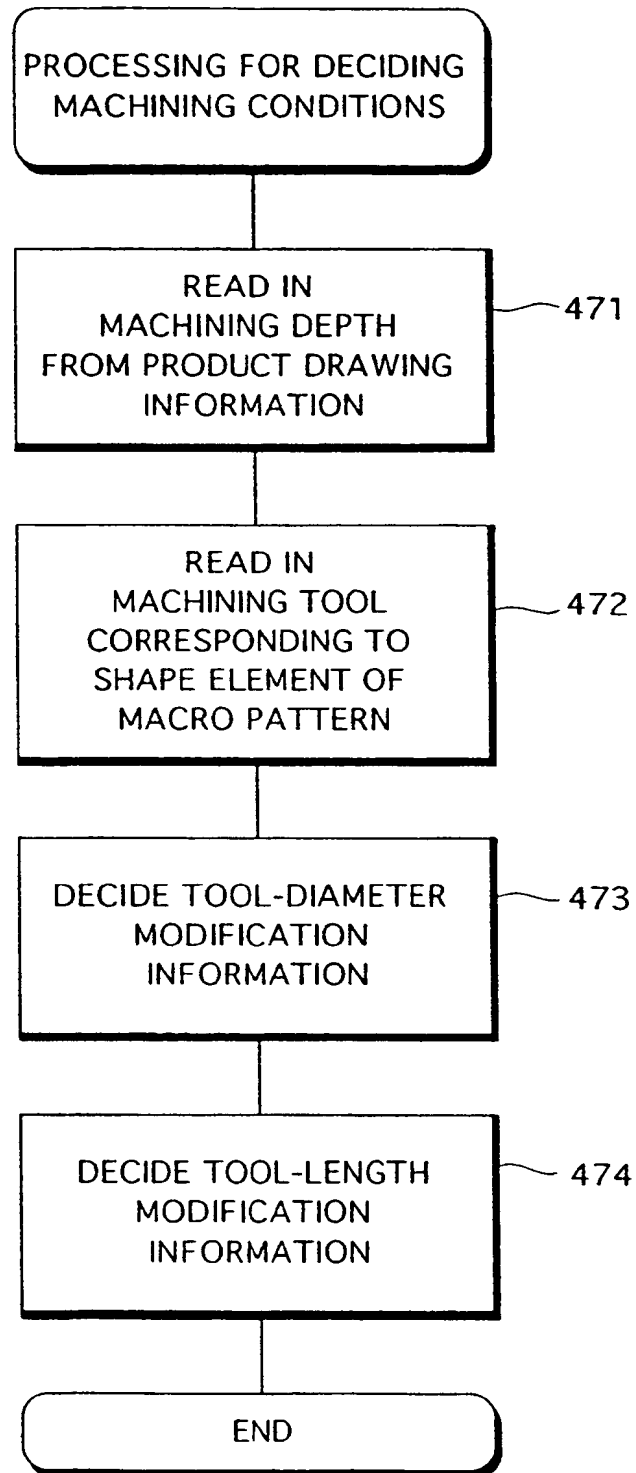 PROCESSING FOR DECIDING
MACHINING CONDITIONS
READ IN
MACHINING DEPTH
FROM PRODUCT DRAWING
INFORMATION
471
READ IN
MACHINING TOOL
CORRESPONDING TO
SHAPE ELEMENT OF
MACRO PATTERN
472
DECIDE TOOL-DIAMETER
MODIFICATION
INFORMATION
473
DECIDE TOOL-LENGTH
MODIFICATION
INFORMATION
474
END